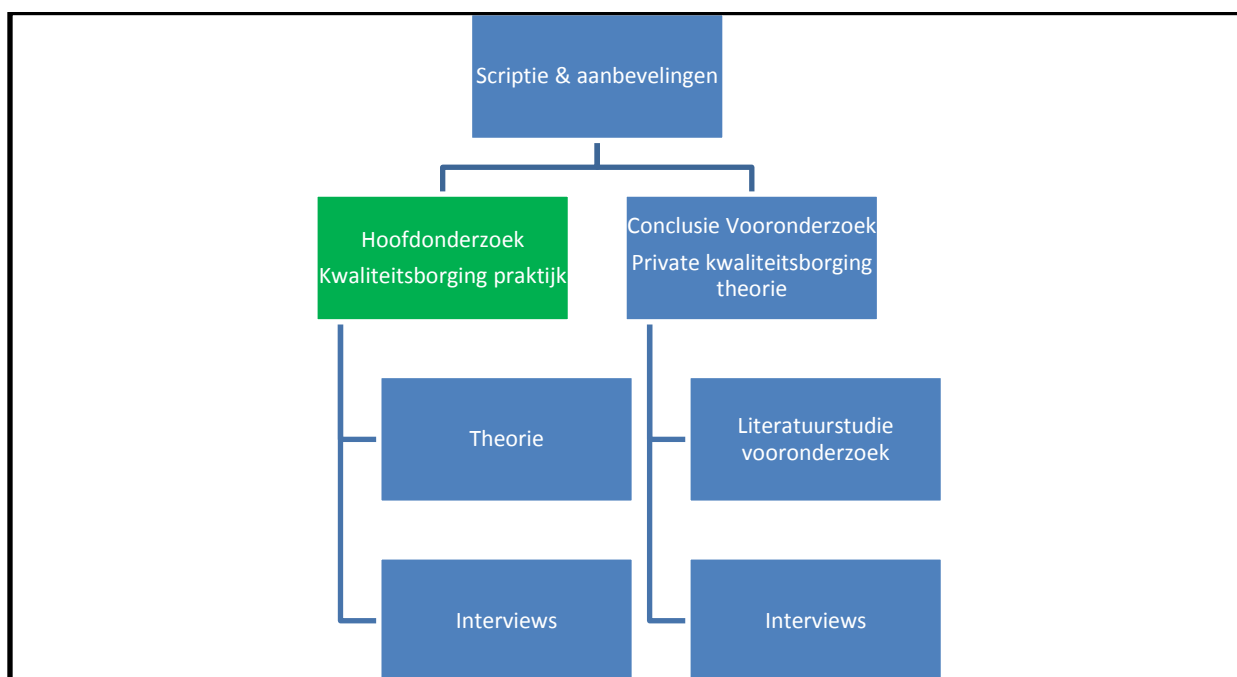 Scriptie & aanbevelingen
Hoofdonderzoek
Kwaliteitsborging praktijk
Conclusie Vooronderzoek
Private kwaliteitsborging
theorie
Theorie
Literatuurstudie
vooronderzoek
Interviews
Interviews